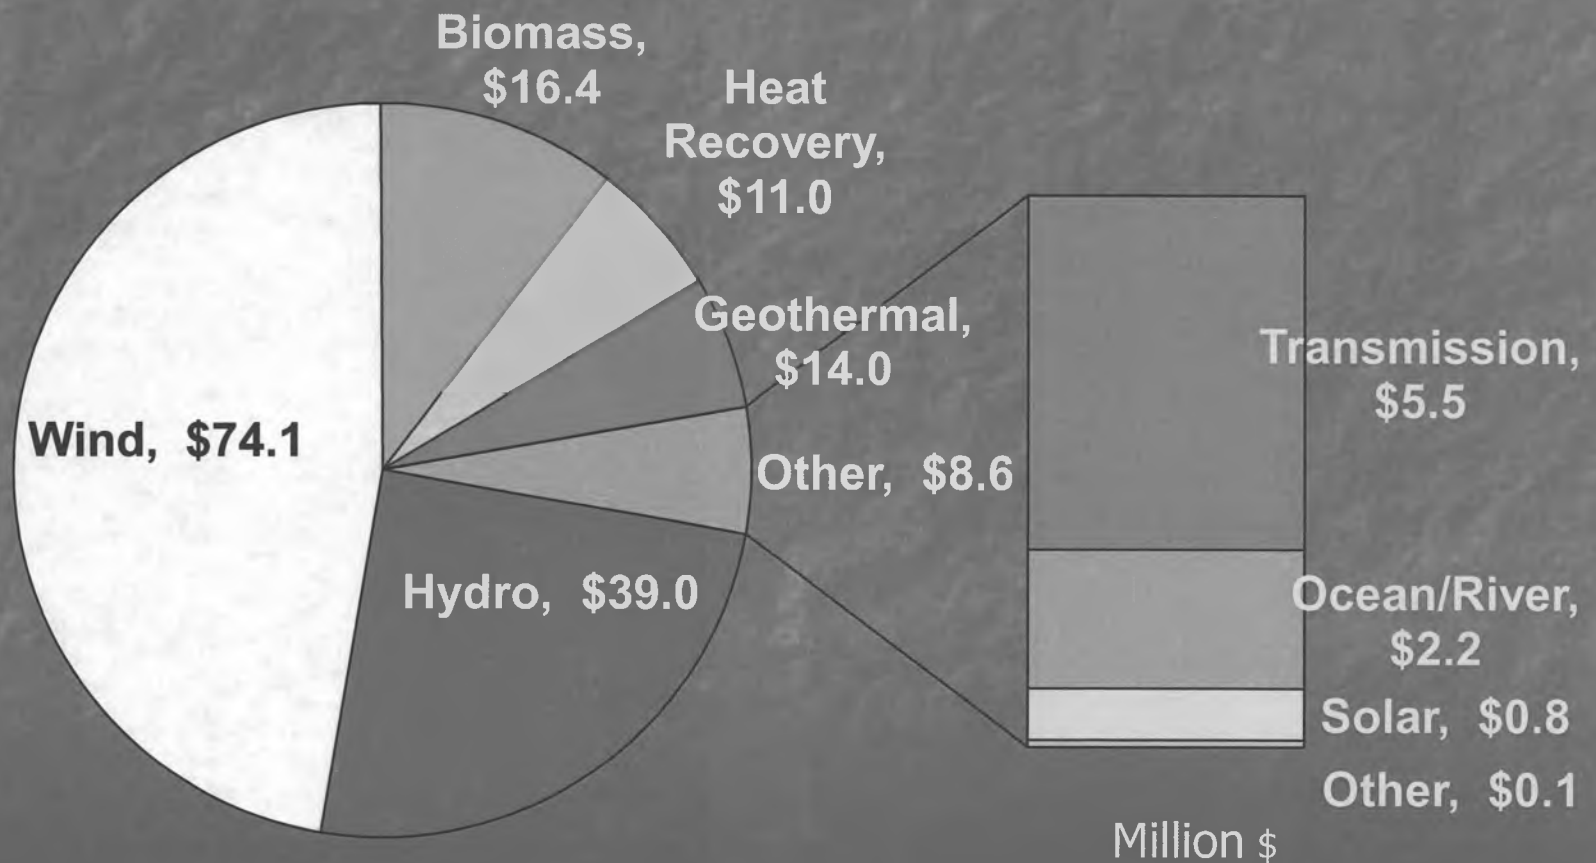 Biomass,
$16.4
Heat
Recovery,
$11.0
Geothermal,
$14.0
Wind, $74.1
Other, $8.6
Hydro, $39.0
Transmission,
$5.5
Ocean/River,
$2.2
Solar, $0.8
Other, $0.1
Million $